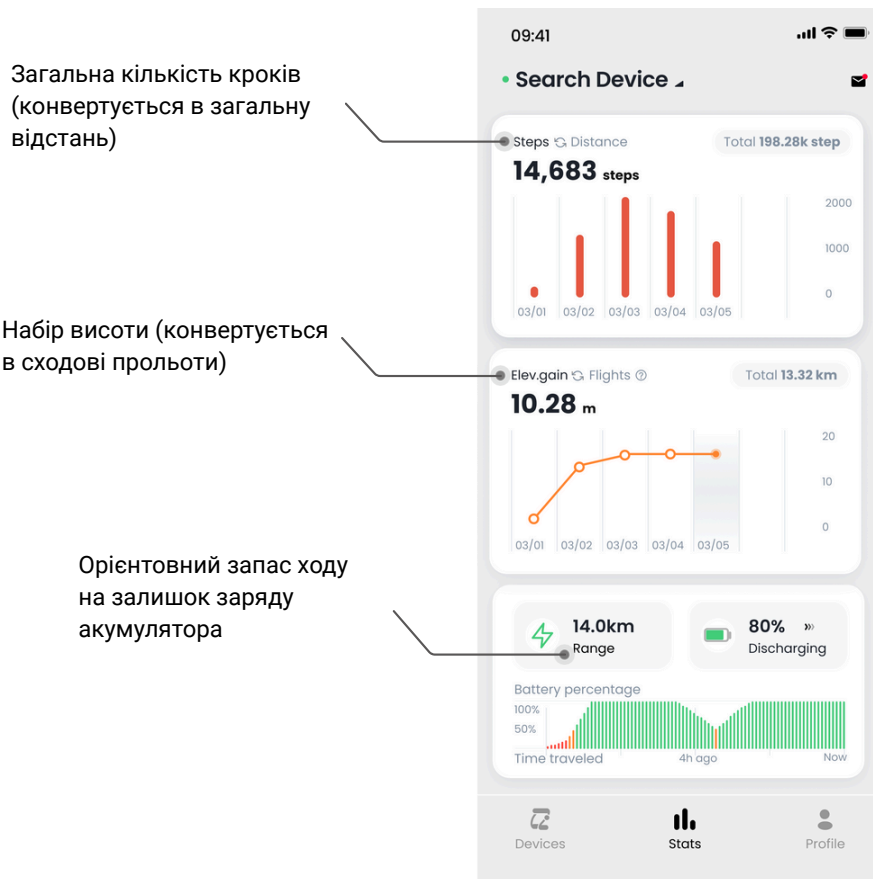 Загальна кількість кроків
(конвертується в загальну
відстань)
Набір висоти (конвертується
в сходові прольоти)
Орієнтовний запас ходу
на залишок заряду
акумулятора
09:41
Search Device
Steps Distance
Total 198.28k step
14,683 steps
2000
1000
0
03/01 03/02 03/03 03/04 03/05
Elev.gain Flights
Total 13.32 km
10.28 m
20
10
0
03/01 03/02 03/03 03/04 03/05
14.0km
Range
80%
Discharging
Battery percentage
100%
50%
Time traveled 4h ago Now
Devices Stats Profile